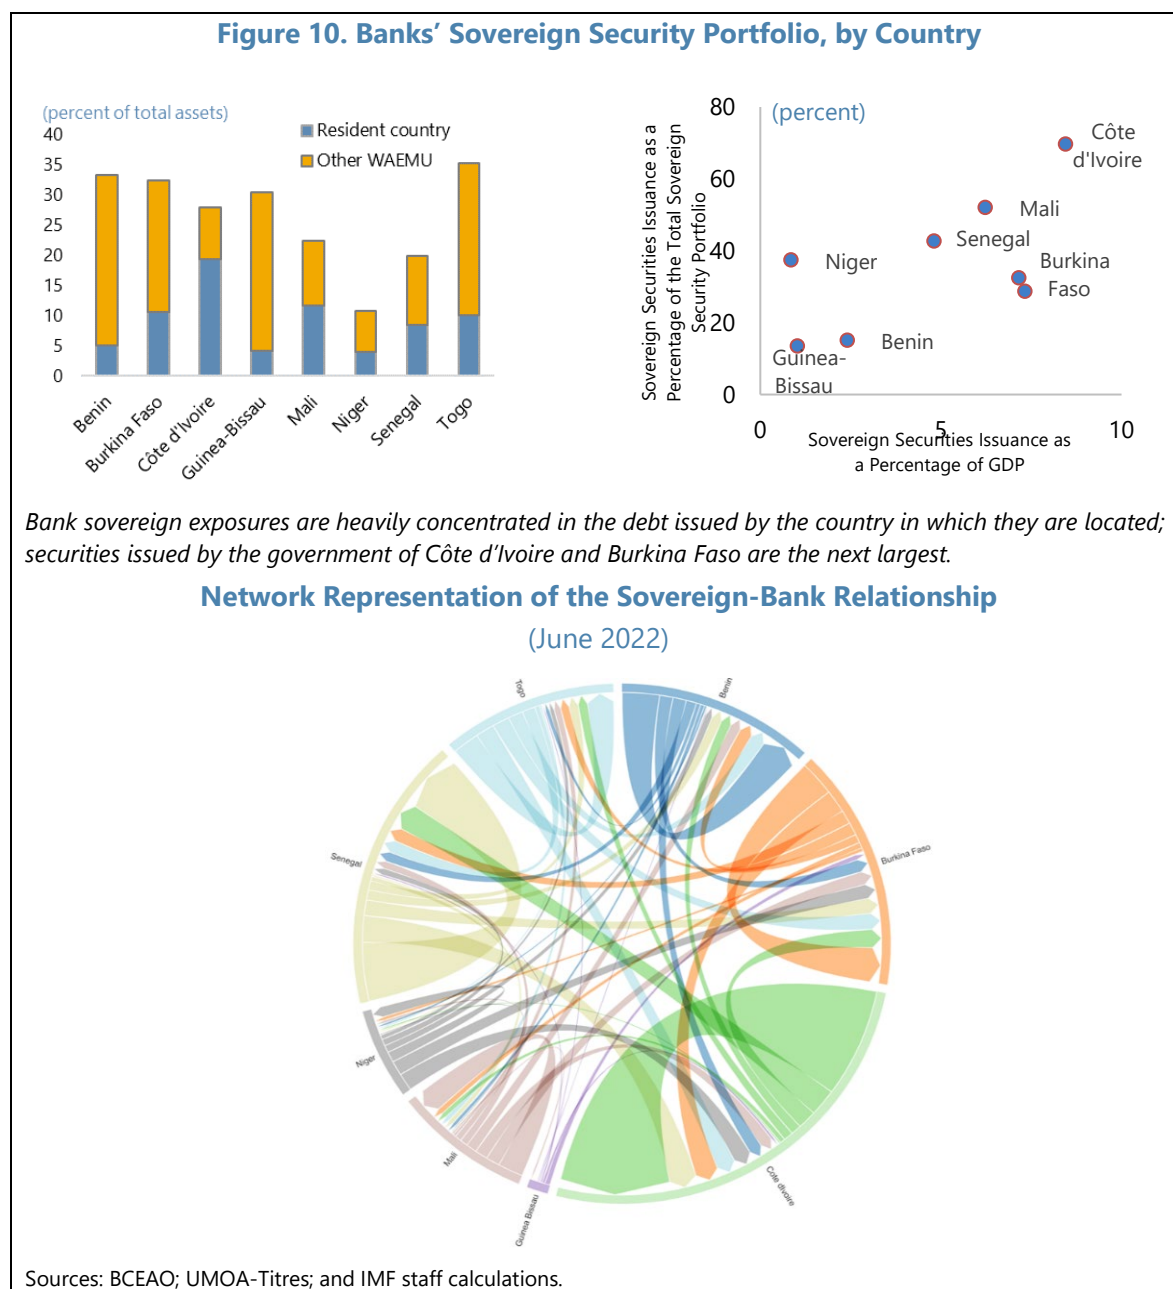 Figure 10. Banks’ Sovereign Security Portfolio, by Country
(percent of total assets)
40
35
30
25
20
15
10
5
0
Resident country
Other WAEMU
Benin
Burkina Faso
Côte d'Ivoire
Guinea-Bissau
Mali
Niger
Senegal
Togo
Sovereign Securities Issuance as a
Percentage of the Total Sovereign
Security Portfolio
80
60
40
20
0
(percent)
Côte
d'Ivoire
Mali
Senegal
Burkina
Faso
Niger
Benin
Guinea-
Bissau
0
5
10
Sovereign Securities Issuance as
a Percentage of GDP
Bank sovereign exposures are heavily concentrated in the debt issued by the country in which they are located;
securities issued by the government of Côte d’Ivoire and Burkina Faso are the next largest.
Network Representation of the Sovereign-Bank Relationship
(June 2022)
Togo
Benin
Senegal
Burkina Faso
Niger
Mali
Guinea Bissau
Cote divoire
Sources: BCEAO; UMOA-Titres; and IMF staff calculations.